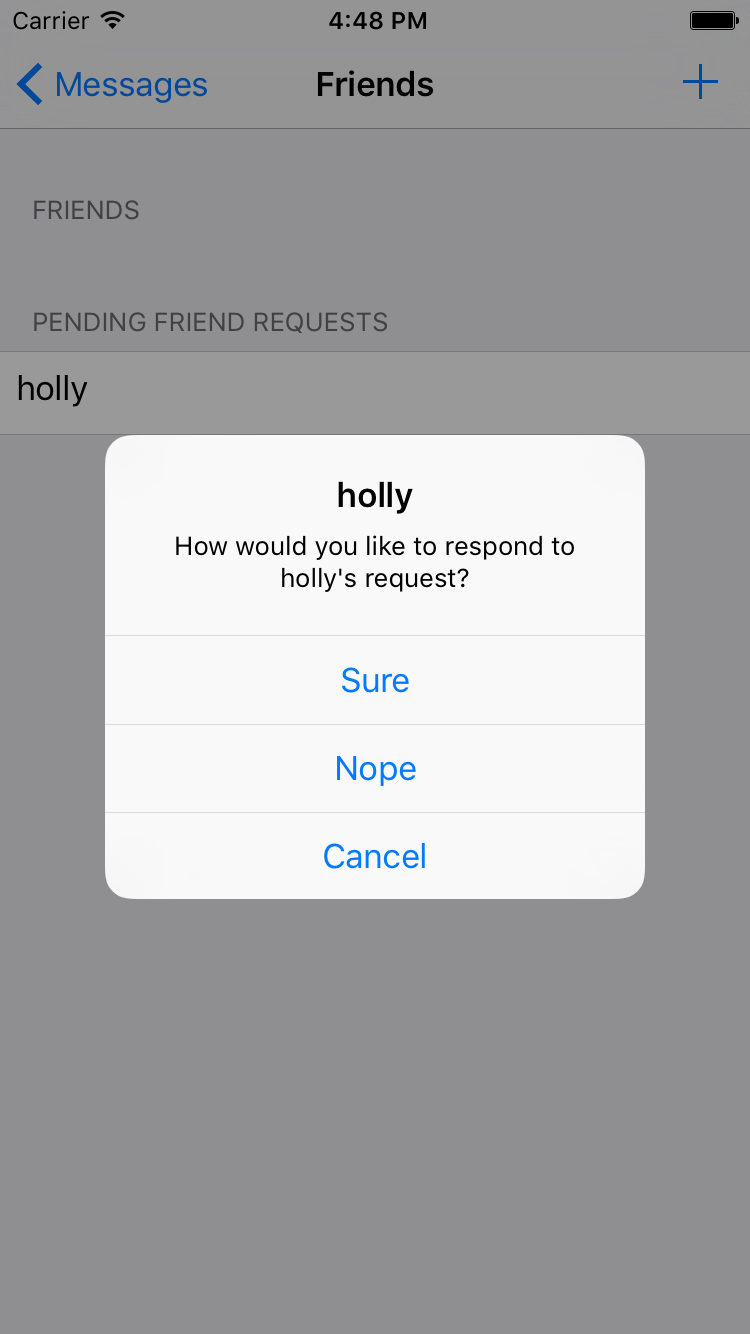 Carrier 4:48 PM
Messages Friends
FRIENDS
PENDING FRIEND REQUESTS
holly
holly
How would you like to respond to
holly's request?
Sure
Nope
Cancel